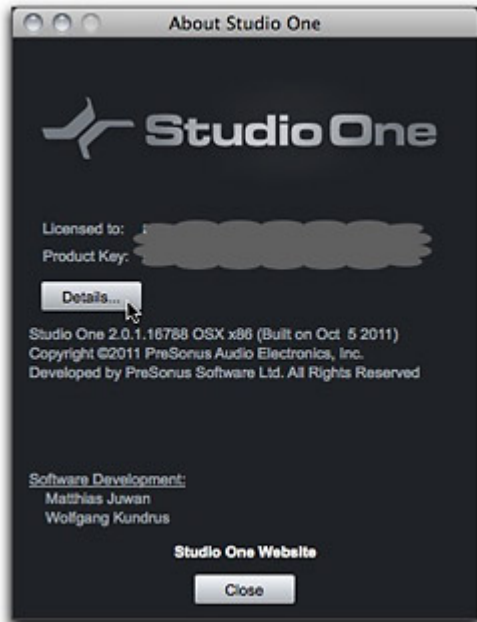 About Studio One
Studio One
Licensed to:
Product Key:
Details...
Studio One 2.0.1.16788 OSX x86 (Built on Oct 5 2011)
Copyright ©2011 PreSonus Audio Electronics, Inc.
Developed by PreSonus Software Ltd. All Rights Reserved
Software Development:
Matthias Juwan
Wolfgang Kundrus
Studio One Website
Close